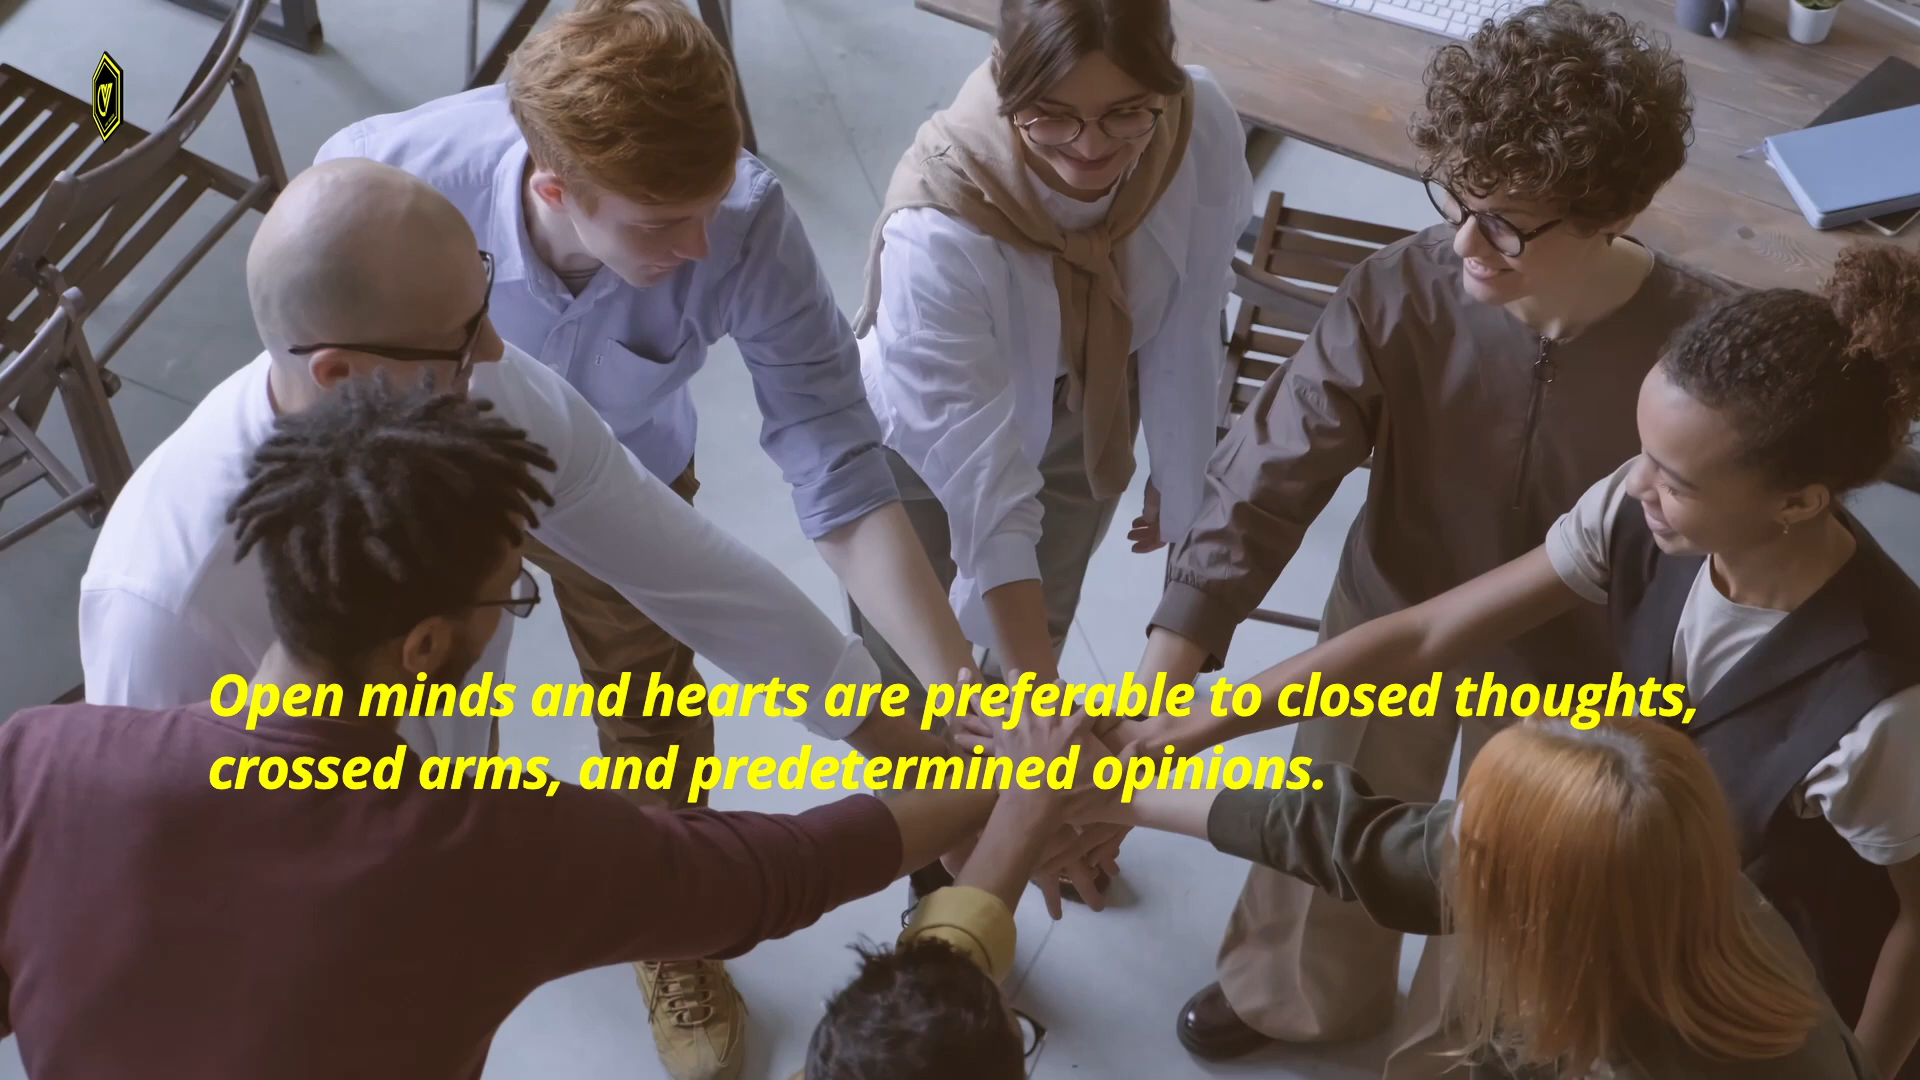 Open minds and hearts are preferable to closed thoughts,
crossed arms, and predetermined opinions.